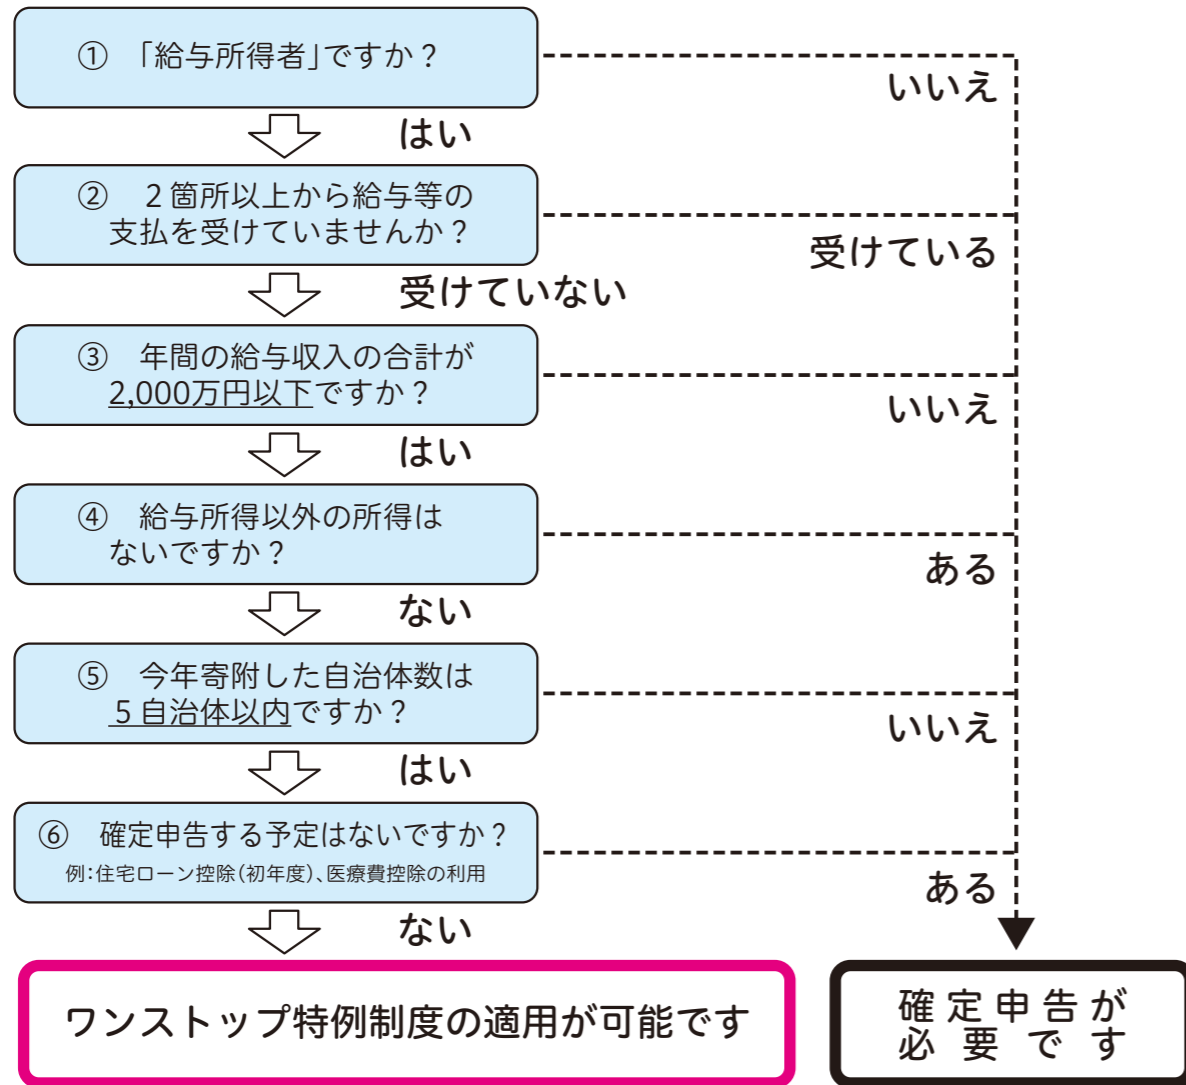 ① 「給与所得者」ですか？
いいえ
はい
② 2箇所以上から給与等の
支払を受けていませんか？
受けている
受けていない
③ 年間の給与収入の合計が
2,000万円以下ですか？
いいえ
はい
④ 給与所得以外の所得は
ないですか？
ある
ない
⑤ 今年寄附した自治体数は
5自治体以内ですか？
いいえ
はい
⑥ 確定申告する予定はないですか？
例：住宅ローン控除（初年度）、医療費控除の利用
ある
ない
ワンストップ特例制度の適用が可能です
確定申告が
必要です